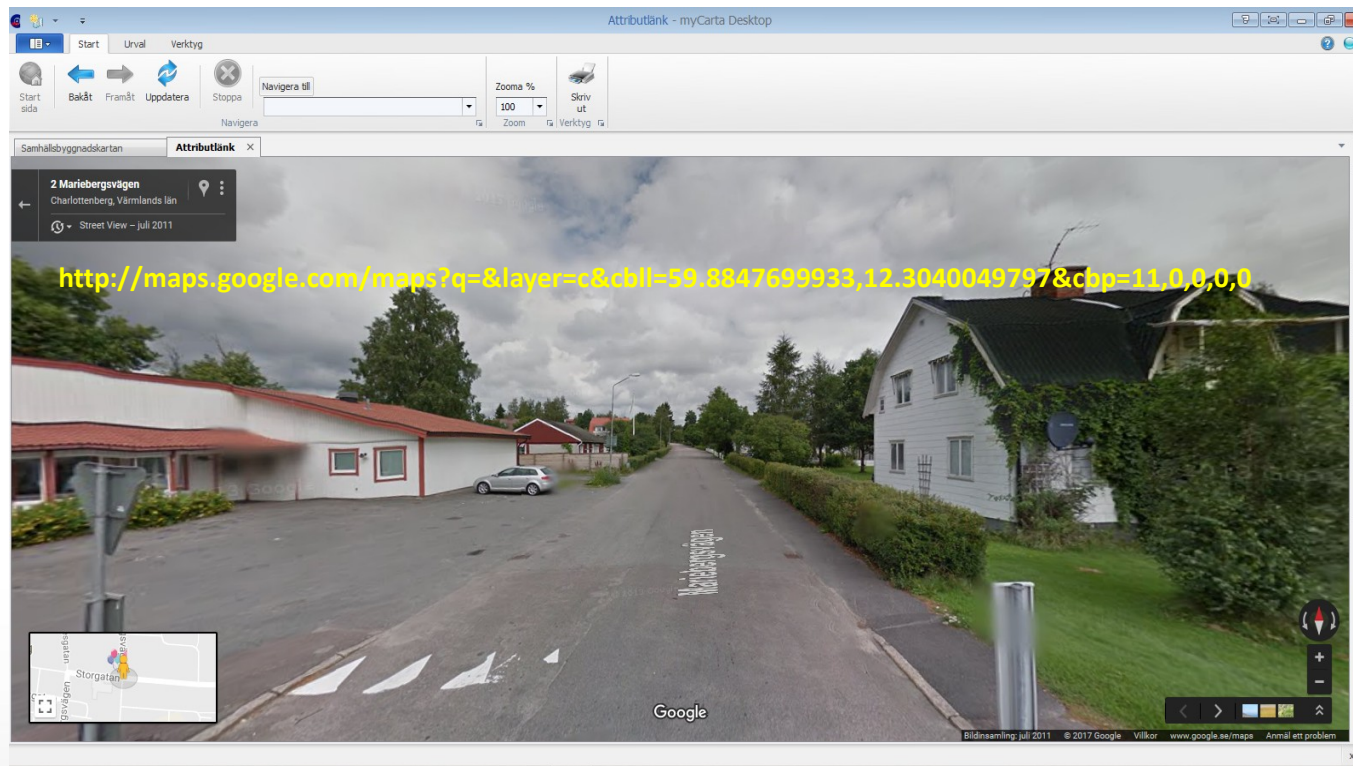 Attributlänk - myCarta Desktop
Start Urval Verktyg
Start sida
Bakåt
Framåt
Uppdatera
Stoppa
Navigera till
Navigera
Zooma %
100
Zoom
Skriv ut
Verktyg
Samhällsbyggnadskartan
Attributlänk
2 Mariebergsvägen
Charlottenberg, Värmlands län
Street View – juli 2011
http://maps.google.com/maps?q=&layer=c&cbll=59.8847699933,12.3040049797&cbp=11,0,0,0,0
Mariebergsvägen
Storgatan
Google
Bildinsamling: juli 2011 © 2017 Google Villkor www.google.se/maps Anmäl ett problem